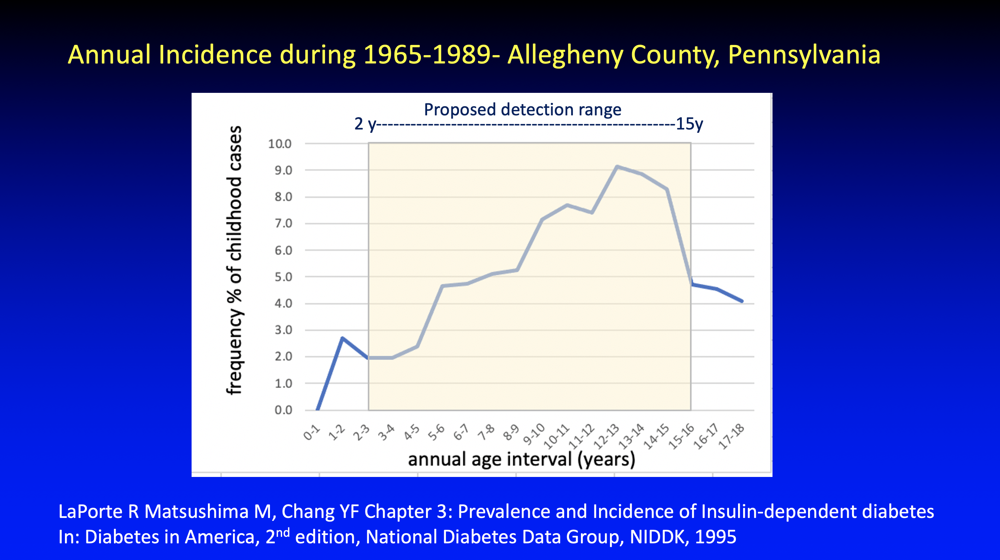 Annual Incidence during 1965-1989- Allegheny County, Pennsylvania
Proposed detection range
2 y----------------------------------------------------15y
frequency % of childhood cases
10.0
9.0
8.0
7.0
6.0
5.0
4.0
3.0
2.0
1.0
0.0
0-1 1-2 2-3 3-4 4-5 5-6 6-7 7-8 8-9 9-10 10-11 11-12 12-13 13-14 14-15 15-16 16-17 17-18
annual age interval (years)
LaPorte R Matsushima M, Chang YF Chapter 3: Prevalence and Incidence of Insulin-dependent diabetes
In: Diabetes in America, 2nd edition, National Diabetes Data Group, NIDDK, 1995